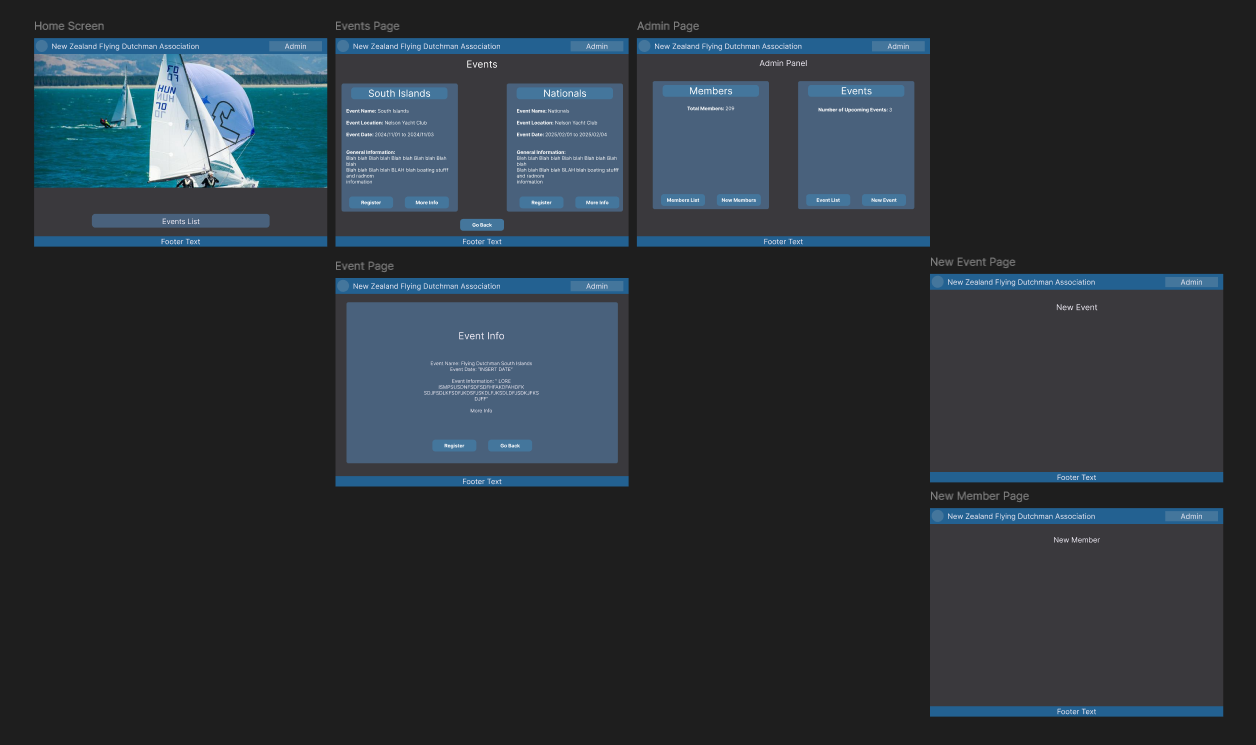 Home Screen
New Zealand Flying Dutchman Association
Admin
HUN
70
Events List
Footer Text
Events Page
New Zealand Flying Dutchman Association
Admin
Events
South Islands
Event Name: South Islands
Event Location: Nelson Yacht Club
Event Date: 2024/11/01 to 2024/11/03
General Information:
Blah blah Blah blah Blah blah Blah blah Blah
blah
Blah blah Blah blah BLAH blah boating stufff
and radnom
information
Register
More Info
Nationals
Event Name: Nationals
Event Location: Nelson Yacht Club
Event Date: 2025/02/01 to 2025/02/04
General Information:
Blah blah Blah blah Blah blah Blah blah Blah
blah
Blah blah Blah blah BLAH blah boating stufff
and radnom
information
Register
More Info
Go Back
Footer Text
Admin Page
New Zealand Flying Dutchman Association
Admin
Admin Panel
Members
Total Members: 209
Members List
New Members
Events
Number of Upcoming Events: 3
Event List
New Event
Footer Text
Event Page
New Zealand Flying Dutchman Association
Admin
Event Info
Event Name: Flying Dutchman South Islands
Event Date: "INSERT DATE"
Event Information: " LORE
More Info
Register
Go Back
Footer Text
New Event Page
New Zealand Flying Dutchman Association
Admin
New Event
Footer Text
New Member Page
New Zealand Flying Dutchman Association
Admin
New Member
Footer Text